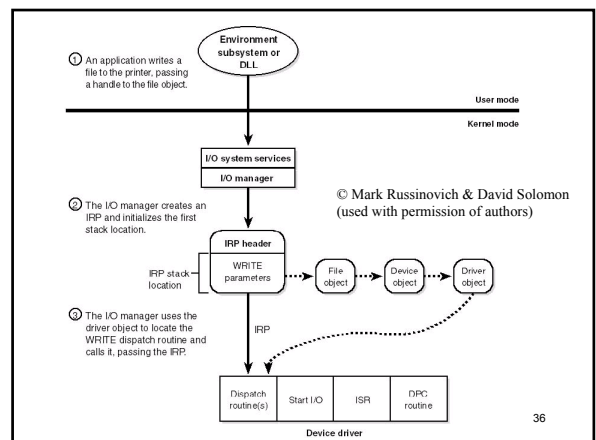 Environment
subsystem or
DLL
① An application writes a
file to the printer, passing
a handle to the file object.
User mode
Kernel mode
I/O system services
I/O manager
© Mark Russinovich & David Solomon
(used with permission of authors)
② The I/O manager creates an
IRP and initializes the first
stack location.
IRP header
WRITE
parameters
IRP stack
location
File
object
Device
object
Driver
object
③ The I/O manager uses the
driver object to locate the
WRITE dispatch routine and
calls it, passing the IRP.
IRP
Dispatch
routine(s)
Start I/O
ISR
DPC
routine
Device driver
36